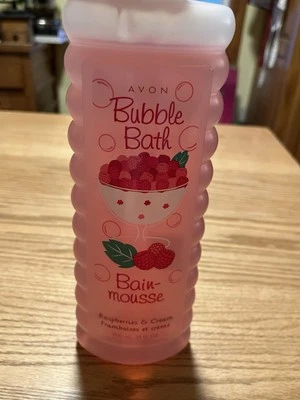 AVON
Bubble
Bath
Bain-
mousse
Raspberries & Cream
Framboises et crème